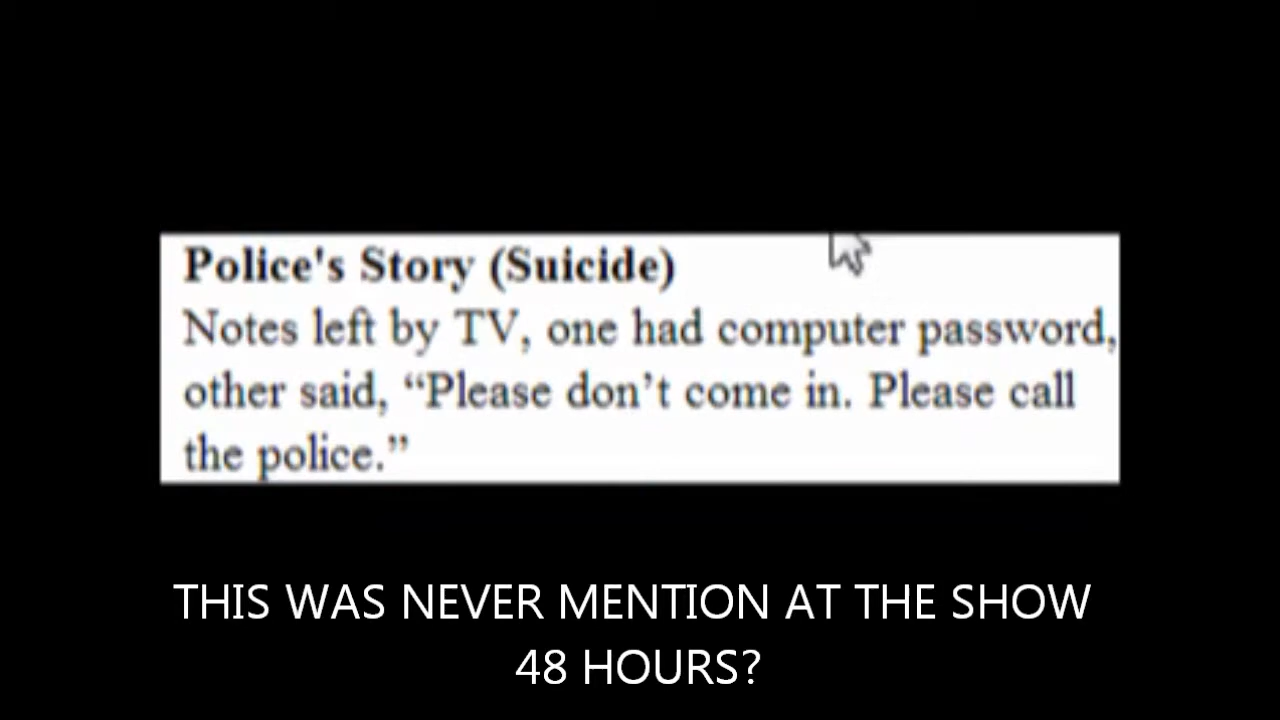 Police's Story (Suicide)
Notes left by TV, one had computer password,
other said, “Please don’t come in. Please call
the police.”
THIS WAS NEVER MENTION AT THE SHOW
48 HOURS?